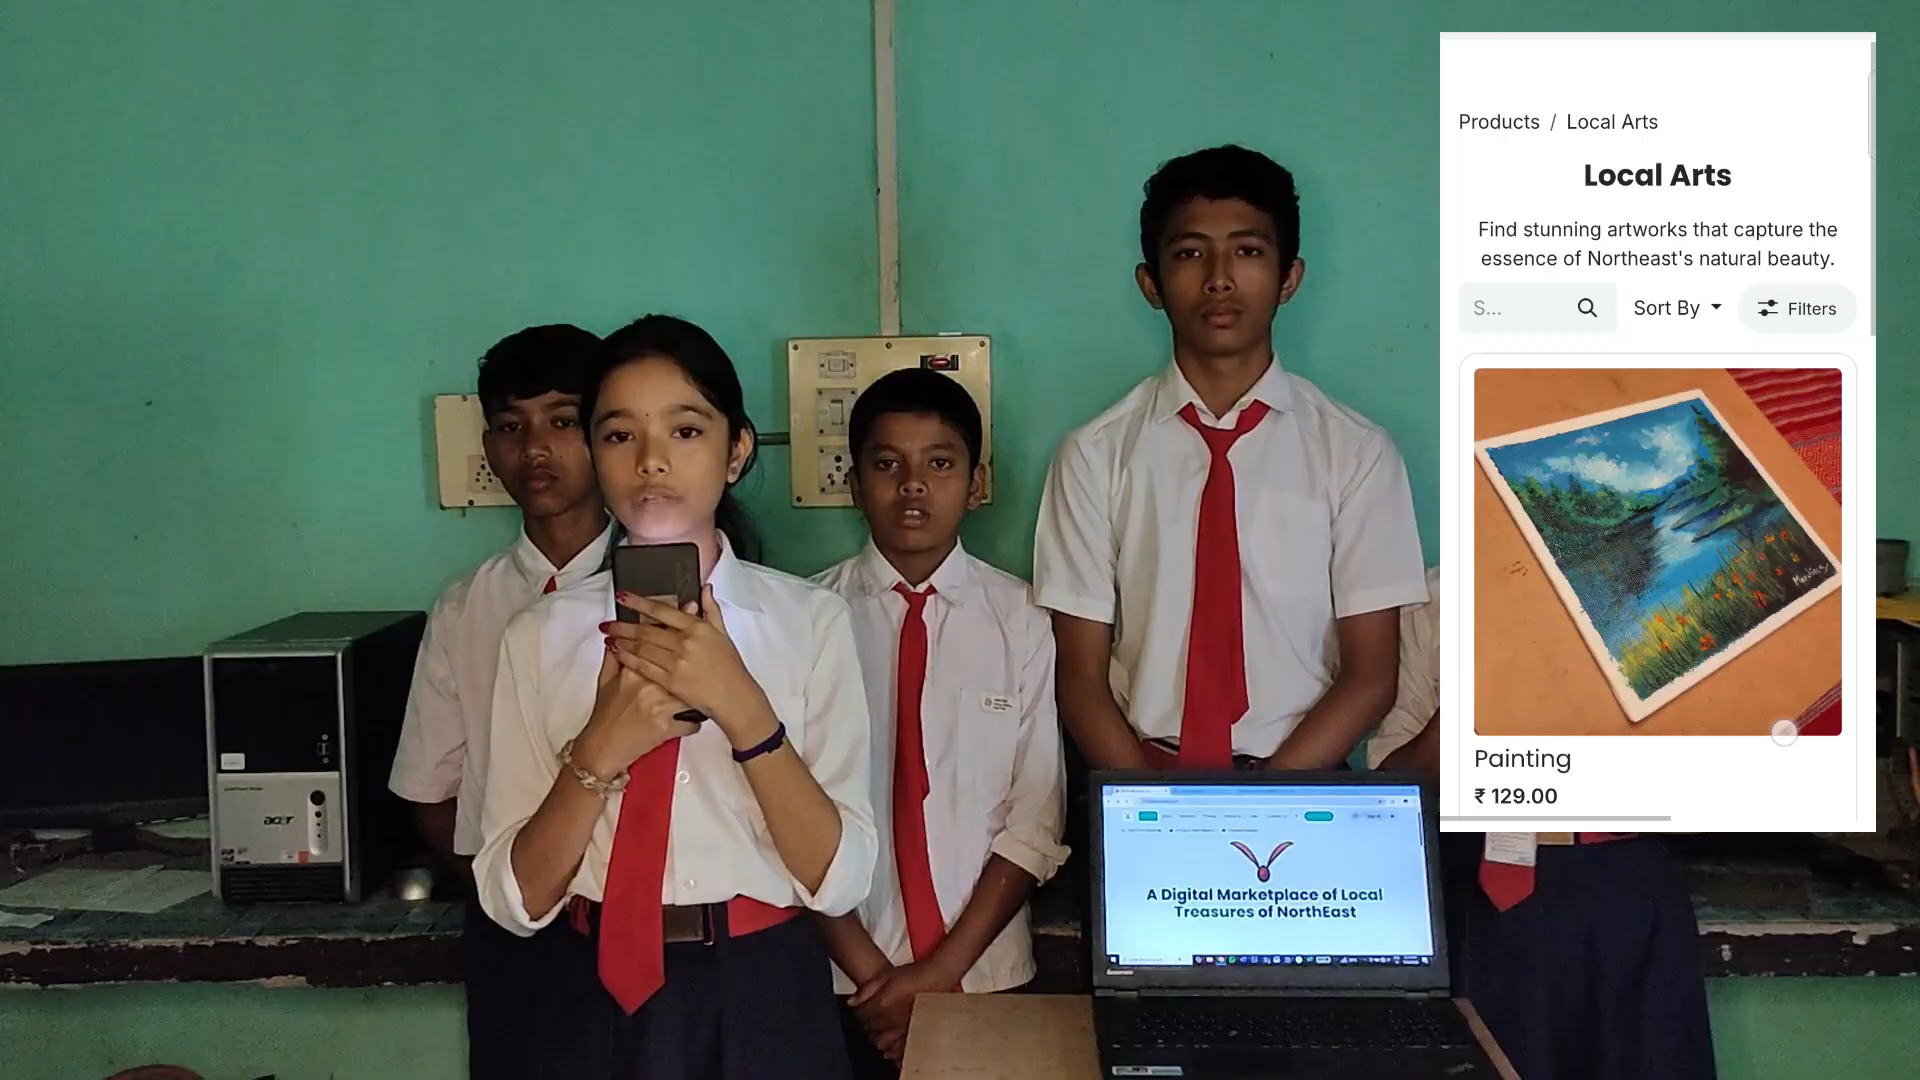 Products / Local Arts
Local Arts
Find stunning artworks that capture the
essence of Northeast's natural beauty.
S...
Sort By
Filters
Painting
₹ 129.00
acer
A Digital Marketplace of Local
Treasures of NorthEast